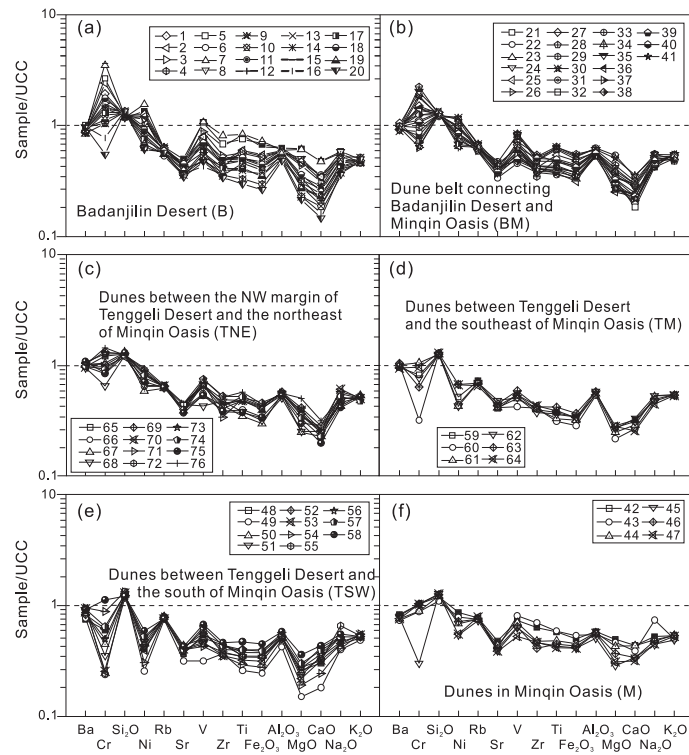 (a)
1 5 9 13 17
2 6 10 14 18
3 7 11 15 19
4 8 12 16 20
Badanjilin Desert (B)
10
1
0.1
Sample/UCC
(b)
21 27 33 39
22 28 34 40
23 29 35 41
24 30 36
25 31 37
26 32 38
Dune belt connecting
Badanjilin Desert and
Minqin Oasis (BM)
(c)
Dunes between the NW margin of
Tenggeli Desert and the northeast
of Minqin Oasis (TNE)
65 69 73
66 70 74
67 71 75
68 72 76
10
1
0.1
Sample/UCC
(d)
Dunes between Tenggeli Desert
and the southeast of Minqin Oasis (TM)
59 62
60 63
61 64
(e)
48 52 56
49 53 57
50 54 58
51 55
Dunes between Tenggeli Desert and
the south of Minqin Oasis (TSW)
10
1
0.1
Sample/UCC
(f)
42 45
43 46
44 47
Dunes in Minqin Oasis (M)
Ba Cr Si₂O Ni Rb Sr V Zr Ti Fe₂O₃ Al₂O₃ MgO CaO Na₂O K₂O
Ba Cr Si₂O Ni Rb Sr V Zr Ti Fe₂O₃ Al₂O₃ MgO CaO Na₂O K₂O